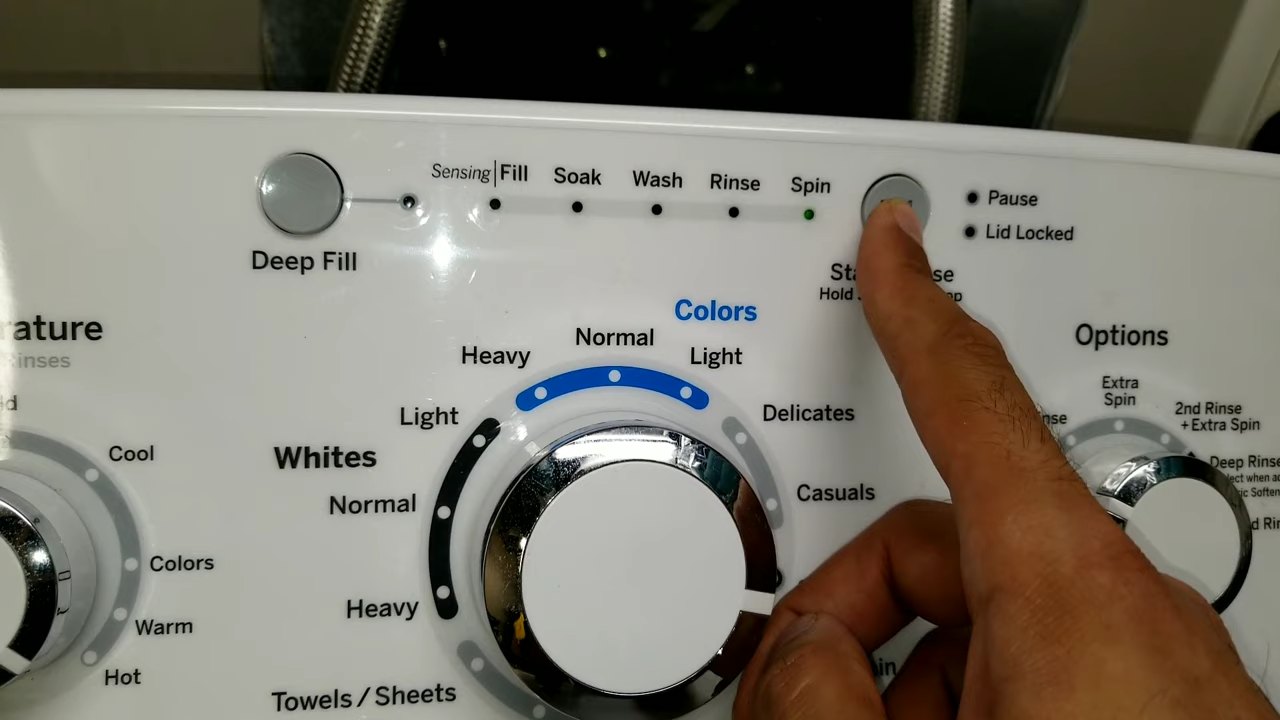 Sensing Fill Soak Wash Rinse Spin
Pause
Lid Locked
Deep Fill
Hold
Colors
Normal
Heavy
Light
Options
Extra
Spin
2nd Rinse
+Extra Spin
Light
Delicates
Cool
Whites
Deep Rinse
Normal
Casuals
Colors
Heavy
Warm
Hot
Towels / Sheets